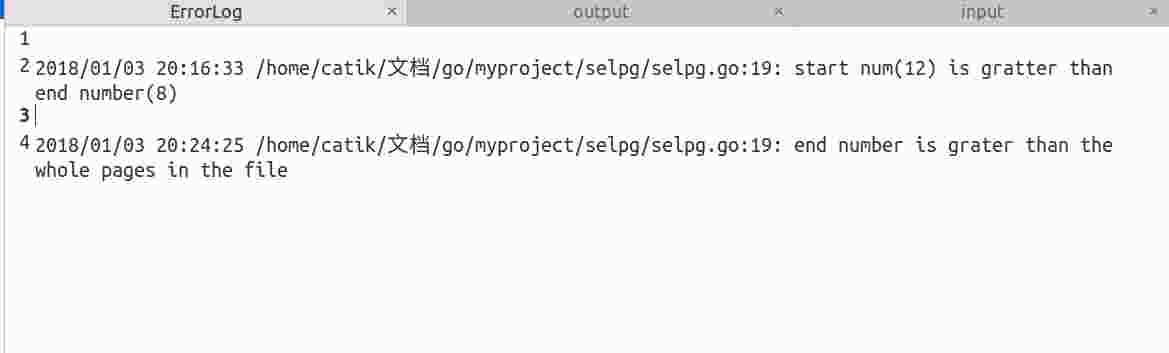 ErrorLog × output × input ×
1
2 2018/01/03 20:16:33 /home/catik/文档/go/myproject/selpg/selpg.go:19: start num(12) is gratter than
end number(8)
3
4 2018/01/03 20:24:25 /home/catik/文档/go/myproject/selpg/selpg.go:19: end number is grater than the
whole pages in the file